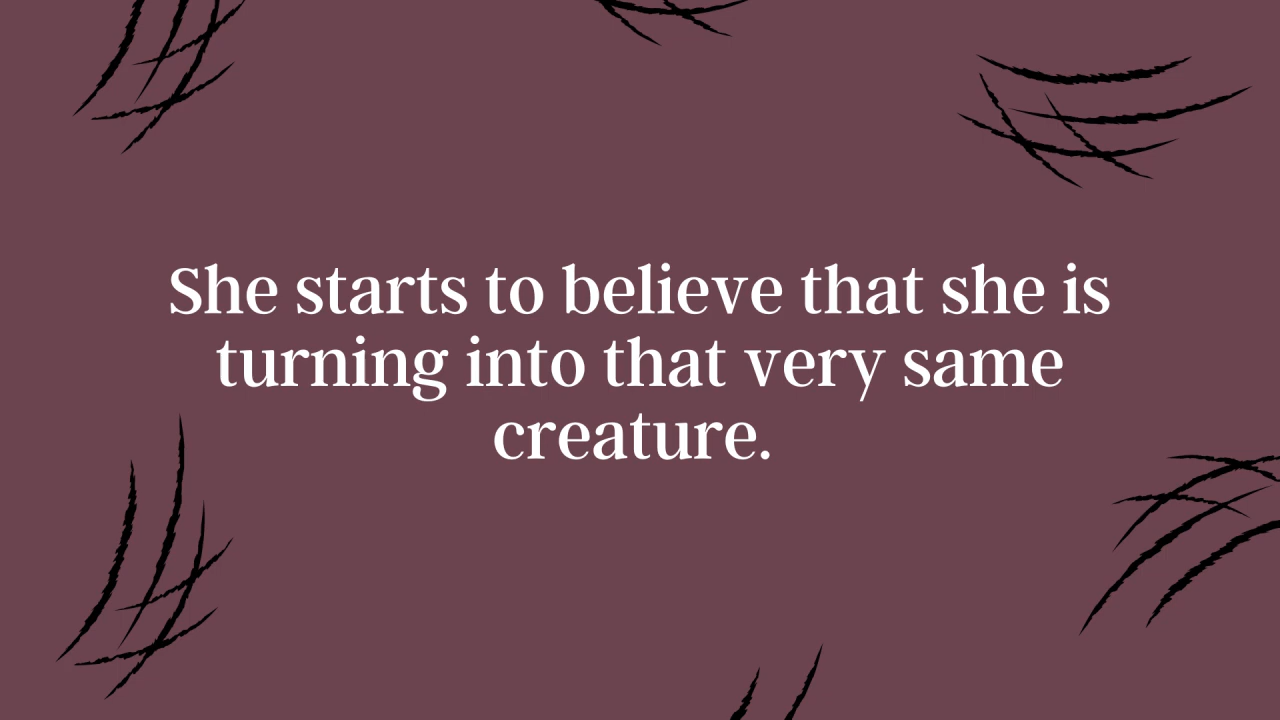 She starts to believe that she is
turning into that very same
creature.